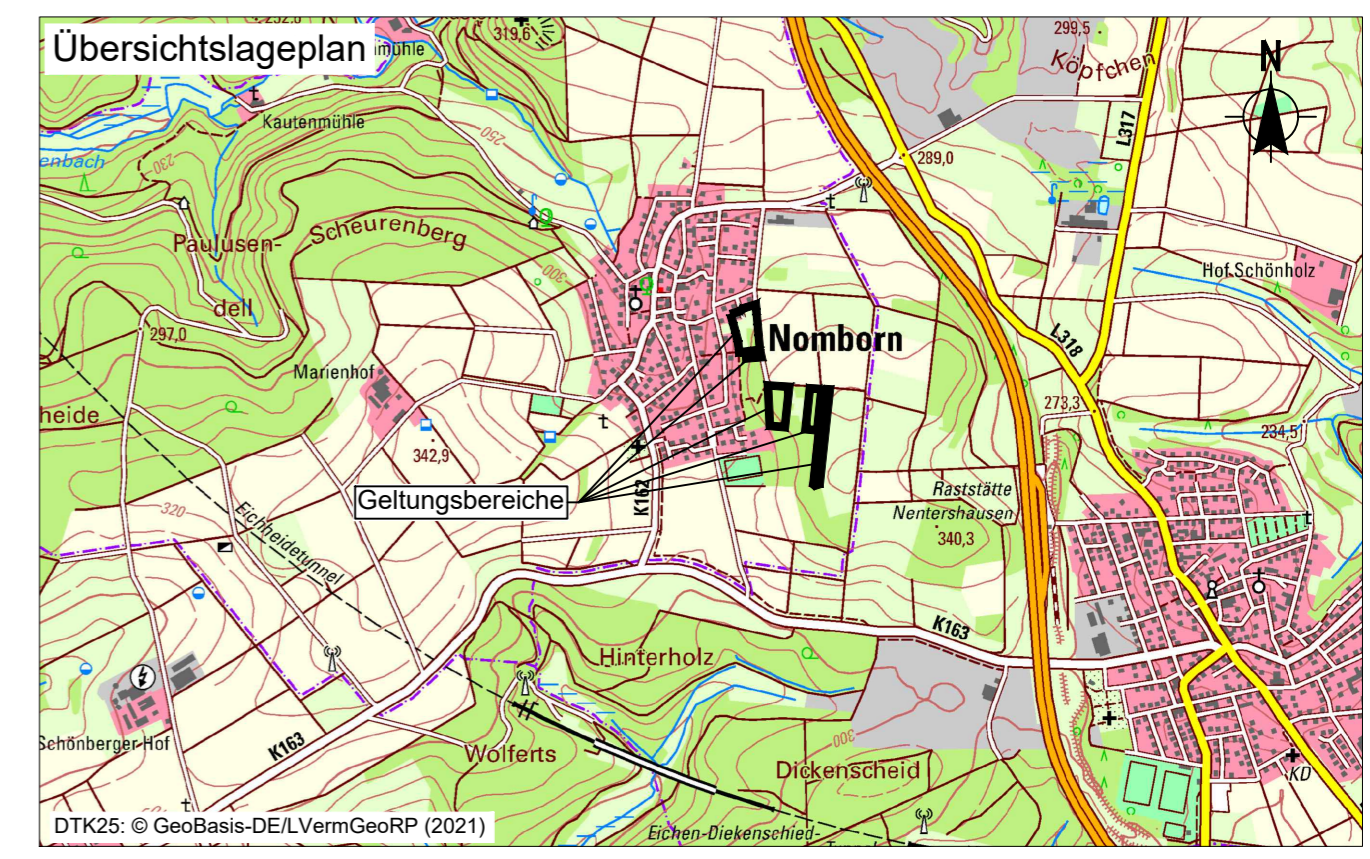 Übersichtslageplan
319,6
299,5
Köpfchen
N
Kautenmühle
250
230
enbach
L317
289,0
Scheurenberg
Paulusen-
dell
300
Hof Schönholz
297,0
Nomborn
L318
Marienhof
heide
273,3
234,5
342,9
Geltungsbereiche
K162
Raststätte
Nentershausen
340,3
320
Eichheidetunnel
K163
Hinterholz
Schönberger Hof
K163
Wolferts
300
Dickenscheid
KD
DTK25: © GeoBasis-DE/LVermGeoRP (2021)
Eichen-Diekenschied-